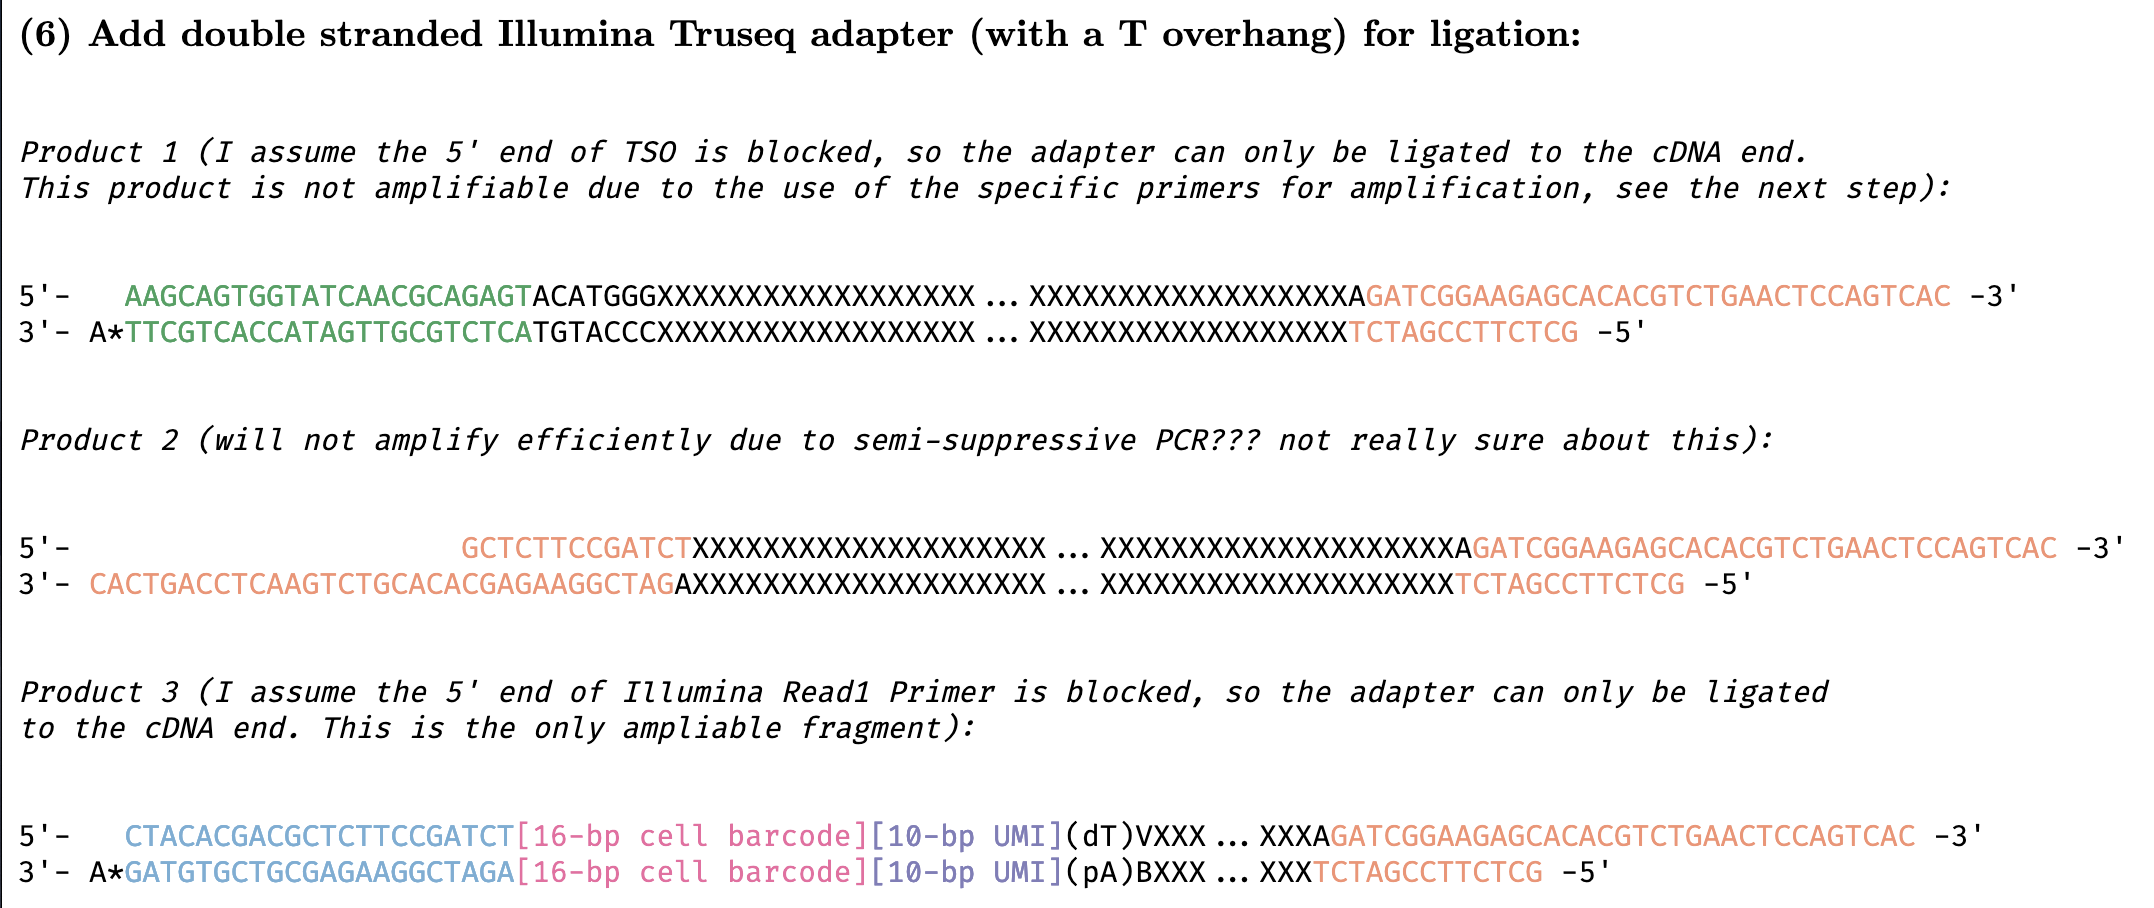 (6) Add double stranded Illumina Truseq adapter (with a T overhang) for ligation:
Product 1 (I assume the 5' end of TSO is blocked, so the adapter can only be ligated to the cDNA end.
This product is not amplifiable due to the use of the specific primers for amplification, see the next step):
5'-   AAGCAGTGGTATCAACGCAGAGTACATGGGXXXXXXXXXXXXXXXXXX ... XXXXXXXXXXXXXXXXXXAGATCGGAAGAGCACACGTCTGAACTCCAGTCAC -3'
3'- A*TTCGTCACCATAGTTGCGTCTCATGTACCCXXXXXXXXXXXXXXXXXX ... XXXXXXXXXXXXXXXXXXTCTAGCCTTCTCG -5'
Product 2 (will not amplify efficiently due to semi-suppressive PCR??? not really sure about this):
5'-                      GCTCTTCCGATCTXXXXXXXXXXXXXXXXXXXX ... XXXXXXXXXXXXXXXXXXXXAGATCGGAAGAGCACACGTCTGAACTCCAGTCAC -3'
3'- CACTGACCTCAAGTCTGCACACGAGAAGGCTAGAXXXXXXXXXXXXXXXXXXXX ... XXXXXXXXXXXXXXXXXXXXTCTAGCCTTCTCG -5'
Product 3 (I assume the 5' end of Illumina Read1 Primer is blocked, so the adapter can only be ligated
to the cDNA end. This is the only ampliable fragment):
5'-   CTACACGACGCTCTTCCGATCT[16-bp cell barcode][10-bp UMI](dT)VXXX ... XXXAGATCGGAAGAGCACACGTCTGAACTCCAGTCAC -3'
3'- A*GATGTGCTGCGAGAAGGCTAGA[16-bp cell barcode][10-bp UMI](pA)BXXX ... XXXTCTAGCCTTCTCG -5'